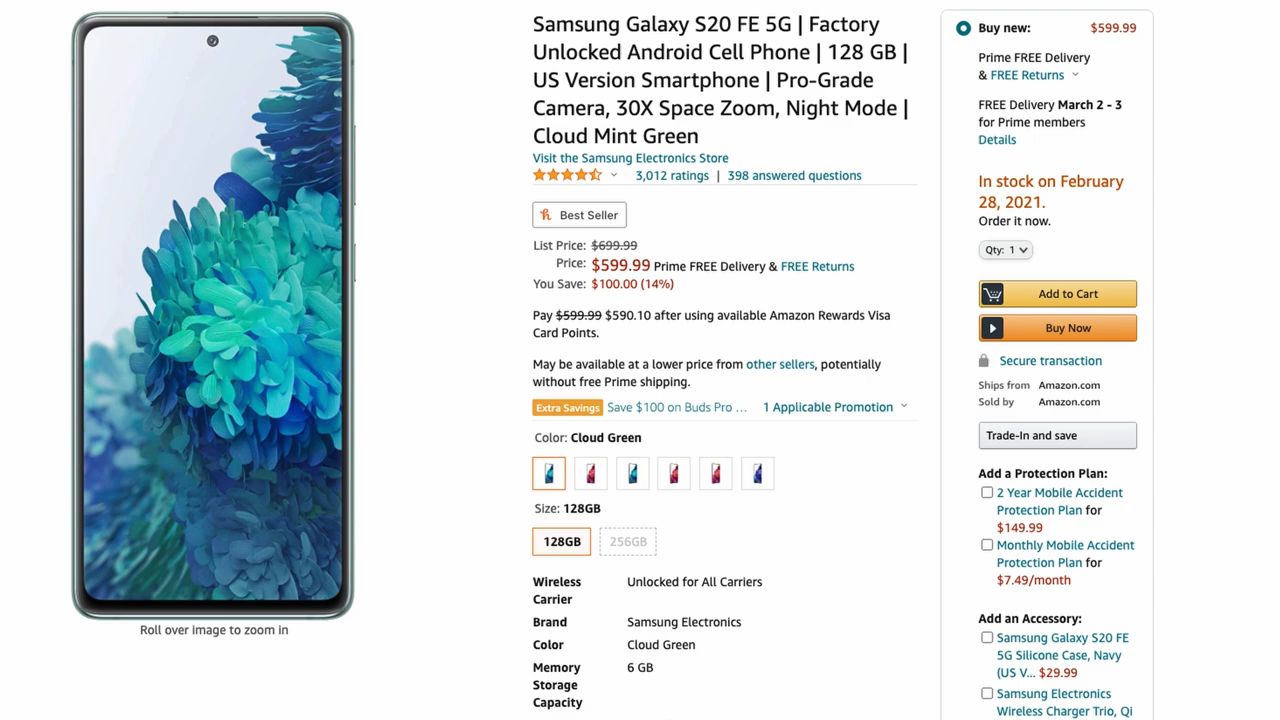 Samsung Galaxy S20 FE 5G | Factory
Unlocked Android Cell Phone | 128 GB |
US Version Smartphone | Pro-Grade
Camera, 30X Space Zoom, Night Mode |
Cloud Mint Green
Visit the Samsung Electronics Store
3,012 ratings | 398 answered questions
Best Seller
List Price: $699.99
Price: $599.99 Prime FREE Delivery & FREE Returns
You Save: $100.00 (14%)
Pay $599.99 $590.10 after using available Amazon Rewards Visa
Card Points.
May be available at a lower price from other sellers, potentially
without free Prime shipping.
Extra Savings Save $100 on Buds Pro ... 1 Applicable Promotion
Color: Cloud Green
Size: 128GB
128GB 256GB
Wireless Unlocked for All Carriers
Carrier
Brand Samsung Electronics
Color Cloud Green
Memory 6 GB
Storage
Capacity
Roll over image to zoom in
Buy new: $599.99
Prime FREE Delivery
& FREE Returns
FREE Delivery March 2 - 3
for Prime members
Details
In stock on February
28, 2021.
Order it now.
Qty: 1
Add to Cart
Buy Now
Secure transaction
Ships from Amazon.com
Sold by Amazon.com
Trade-In and save
Add a Protection Plan:
2 Year Mobile Accident
Protection Plan for
$149.99
Monthly Mobile Accident
Protection Plan for
$7.49/month
Add an Accessory:
Samsung Galaxy S20 FE
5G Silicone Case, Navy
(US V... $29.99
Samsung Electronics
Wireless Charger Trio, Qi